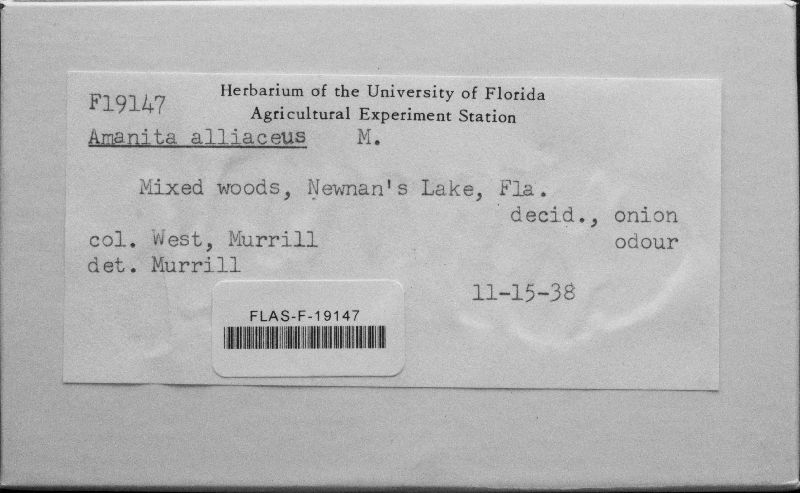 Herbarium of the University of Florida
Agricultural Experiment Station
F19147
Amanita alliaceus M.
Mixed woods, Newnan's Lake, Fla.
decid., onion
odour
col. West, Murrill
det. Murrill
11-15-38
FLAS-F-19147